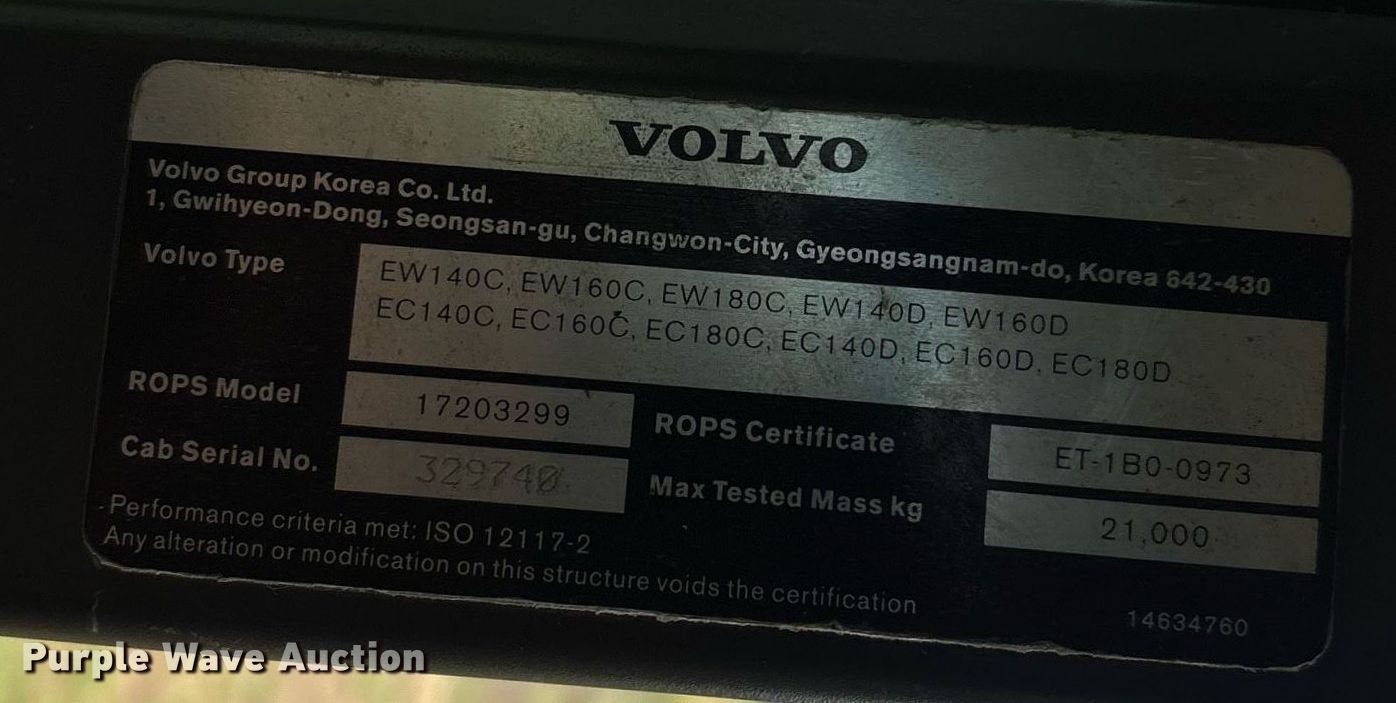 VOLVO
Volvo Group Korea Co. Ltd.
1, Gwihyeon-Dong, Seongsan-gu, Changwon-City, Gyeongsangnam-do, Korea 642-430
Volvo Type
EW140C, EW160C, EW180C, EW140D, EW160D
EC140C, EC160C, EC180C, EC140D, EC160D, EC180D
ROPS Model 17203299 ROPS Certificate ET-1B0-0973
Cab Serial No. 329740 Max Tested Mass kg 21,000
Performance criteria met: ISO 12117-2
Any alteration or modification on this structure voids the certification
14634760
Purple Wave Auction